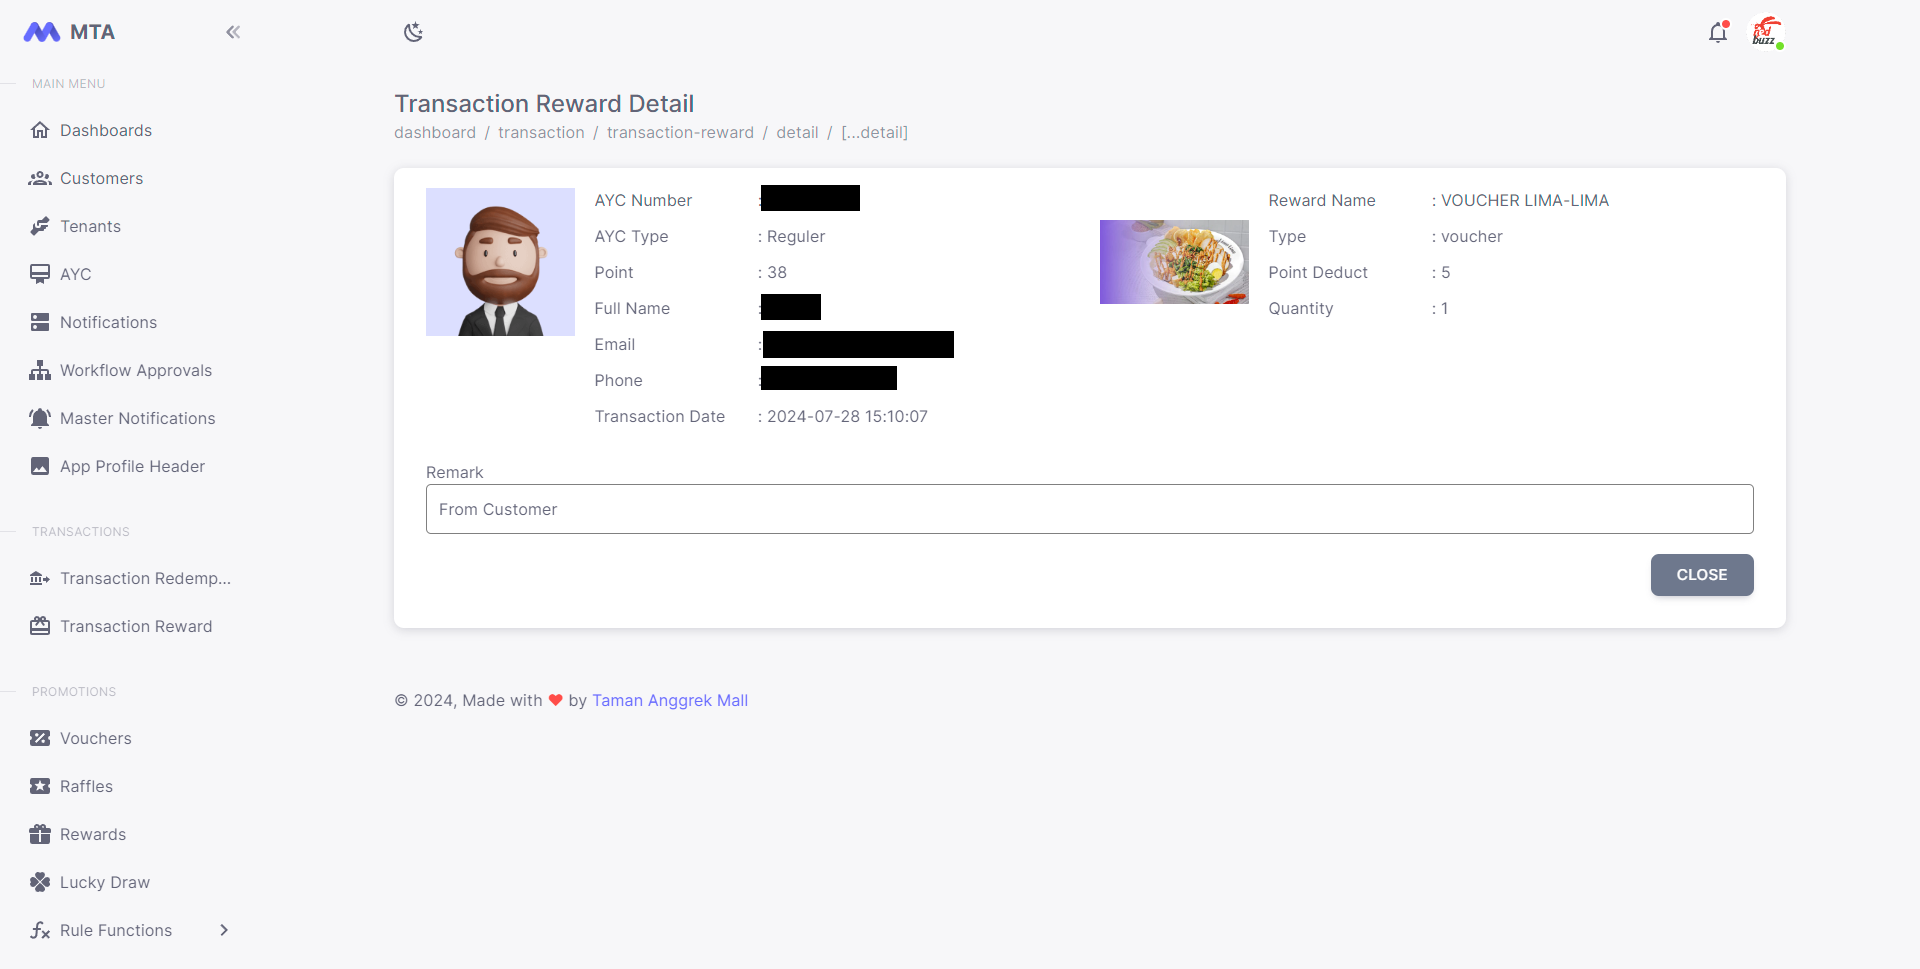 MTA
MAIN MENU
Dashboards
Customers
Tenants
AYC
Notifications
Workflow Approvals
Master Notifications
App Profile Header
TRANSACTIONS
Transaction Redemp...
Transaction Reward
PROMOTIONS
Vouchers
Raffles
Rewards
Lucky Draw
Rule Functions
red
buzz
Transaction Reward Detail
dashboard / transaction / transaction-reward / detail / [...detail]
AYC Number :
AYC Type : Reguler
Point : 38
Full Name :
Email :
Phone :
Transaction Date : 2024-07-28 15:10:07
Reward Name : VOUCHER LIMA-LIMA
Type : voucher
Point Deduct : 5
Quantity : 1
Remark
From Customer
CLOSE
© 2024, Made with ❤ by Taman Anggrek Mall